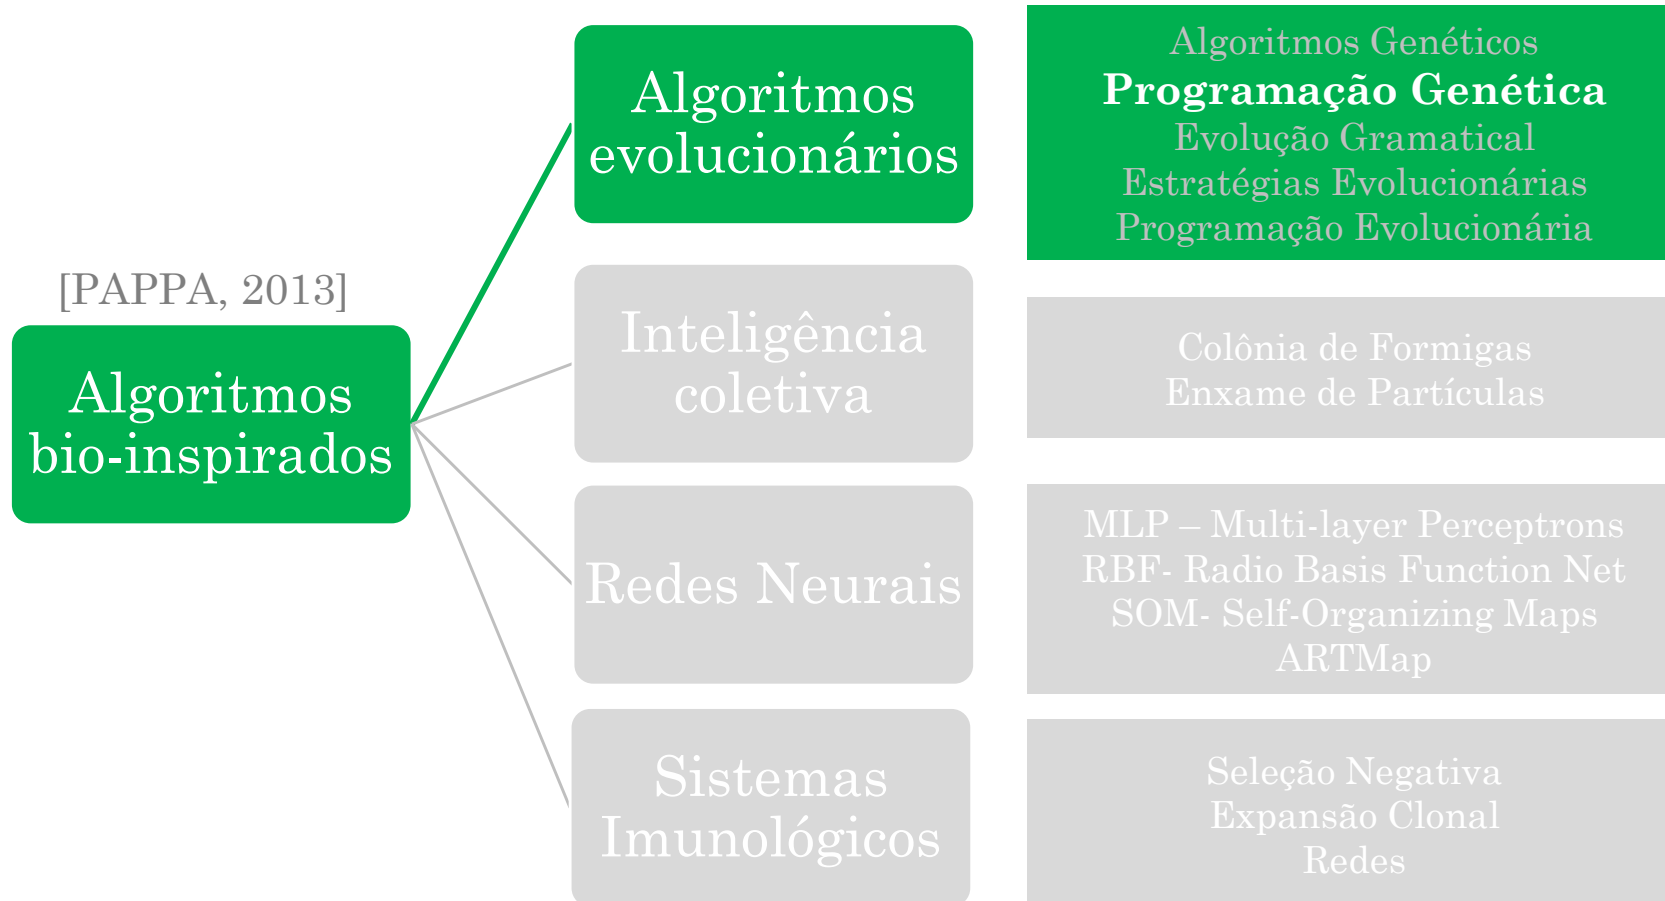 [PAPPA, 2013]
Algoritmos
bio-inspirados
Algoritmos
evolucionários
Algoritmos Genéticos
Programação Genética
Evolução Gramatical
Estratégias Evolucionárias
Programação Evolucionária
Inteligência
coletiva
Colônia de Formigas
Enxame de Partículas
Redes Neurais
MLP – Multi-layer Perceptrons
RBF- Radio Basis Function Net
SOM- Self-Organizing Maps
ARTMap
Sistemas
Imunológicos
Seleção Negativa
Expansão Clonal
Redes